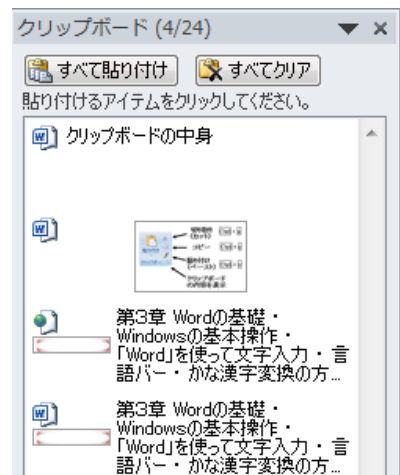 クリップボード (4/24)
すべて貼り付け すべてクリア
貼り付けるアイテムをクリックしてください。
クリップボードの中身
コピー
第3章 Wordの基礎・
Windowsの基本操作・
「Word」を使って文字入力・言
語バー・かな漢字変換の方...
第3章 Wordの基礎・
Windowsの基本操作・
「Word」を使って文字入力・言
語バー・かな漢字変換の方...